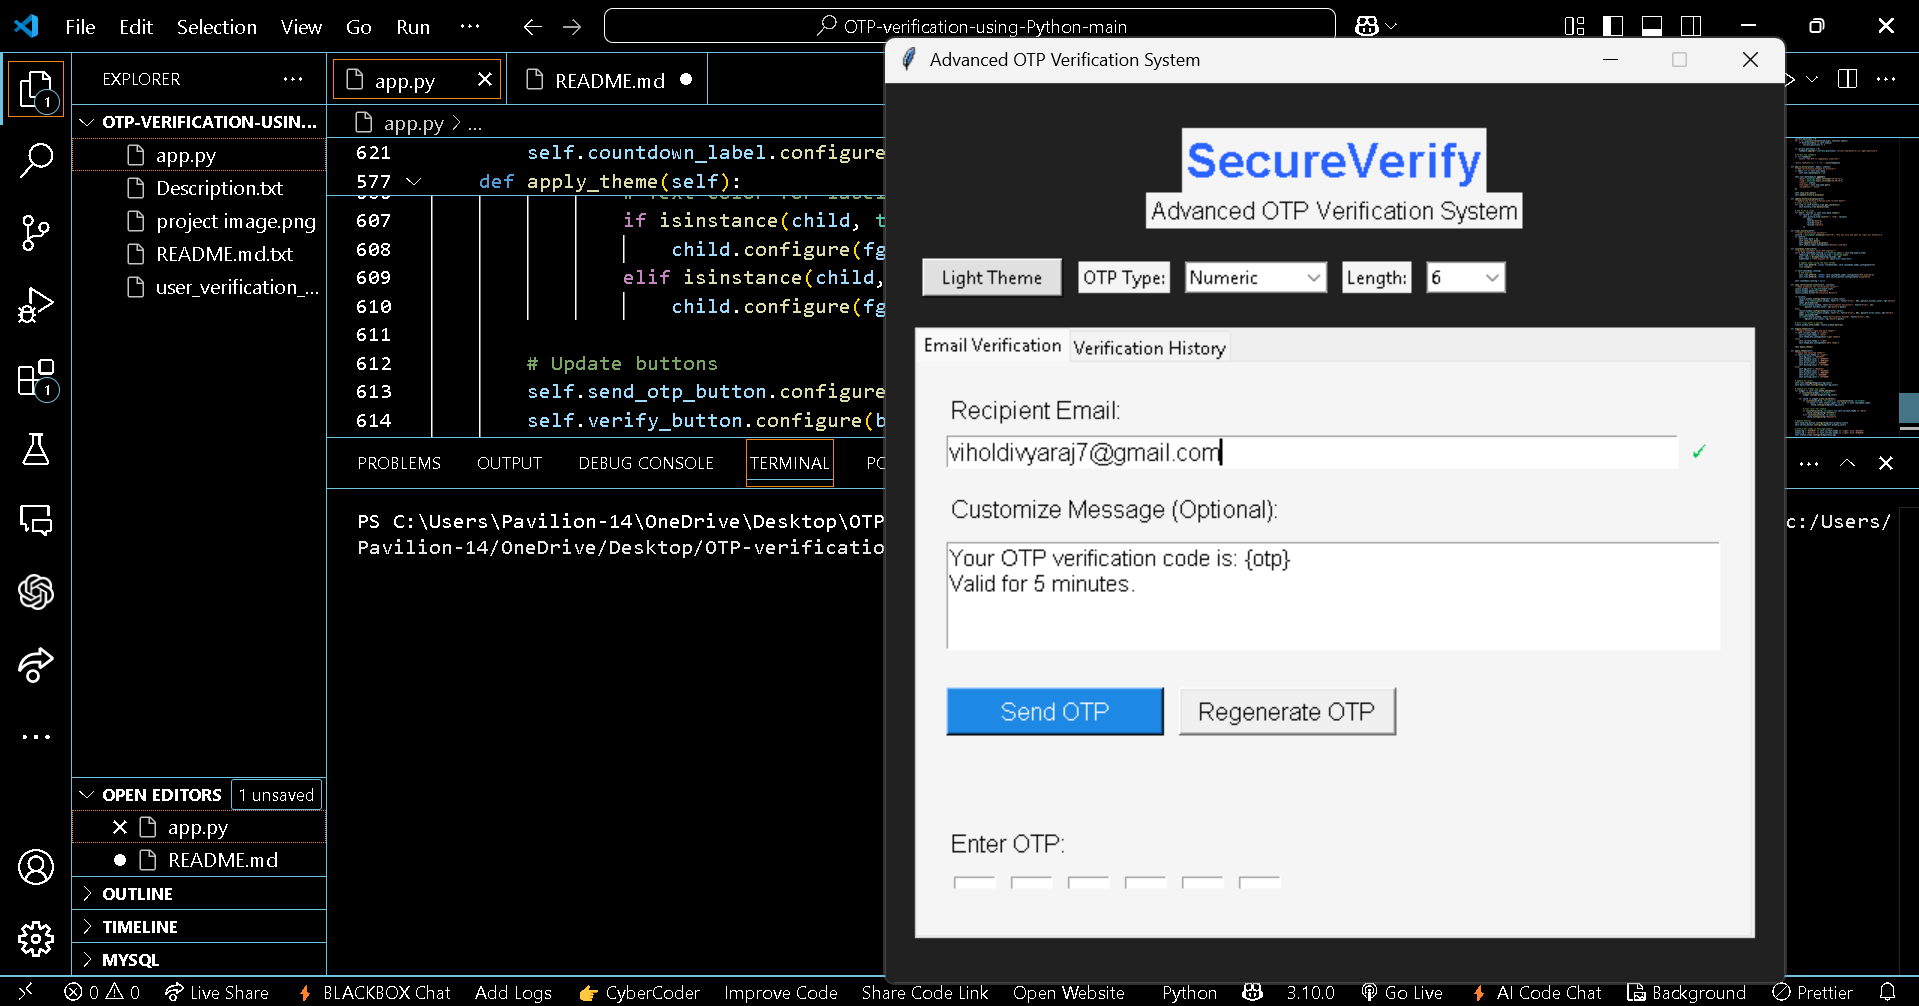 File Edit Selection View Go Run ...
OTP-verification-using-Python-main
EXPLORER ...
OTP-VERIFICATION-USIN...
app.py
Description.txt
project image.png
README.md.txt
user_verification_...
OPEN EDITORS 1 unsaved
app.py
README.md
OUTLINE
TIMELINE
MYSQL
1
1
app.py README.md
app.py > ...
621 self.countdown_label.configure
577 def apply_theme(self):
607 if isinstance(child, t
608 child.configure(fg
609 elif isinstance(child,
610 child.configure(fg
611
612 # Update buttons
613 self.send_otp_button.configure
614 self.verify_button.configure(b
PROBLEMS OUTPUT DEBUG CONSOLE TERMINAL PO
PS C:\Users\Pavilion-14\OneDrive\Desktop\OTP
c:/Users/
Pavilion-14/OneDrive/Desktop/OTP-verificatio
Advanced OTP Verification System
SecureVerify
Advanced OTP Verification System
Light Theme OTP Type: Numeric Length: 6
Email Verification Verification History
Recipient Email:
viholdivyaraj7@gmail.com ✓
Customize Message (Optional):
Your OTP verification code is: {otp}
Valid for 5 minutes.
Send OTP Regenerate OTP
Enter OTP:
0 0 Live Share BLACKBOX Chat Add Logs CyberCoder Improve Code Share Code Link Open Website Python 3.10.0 Go Live AI Code Chat Background Prettier